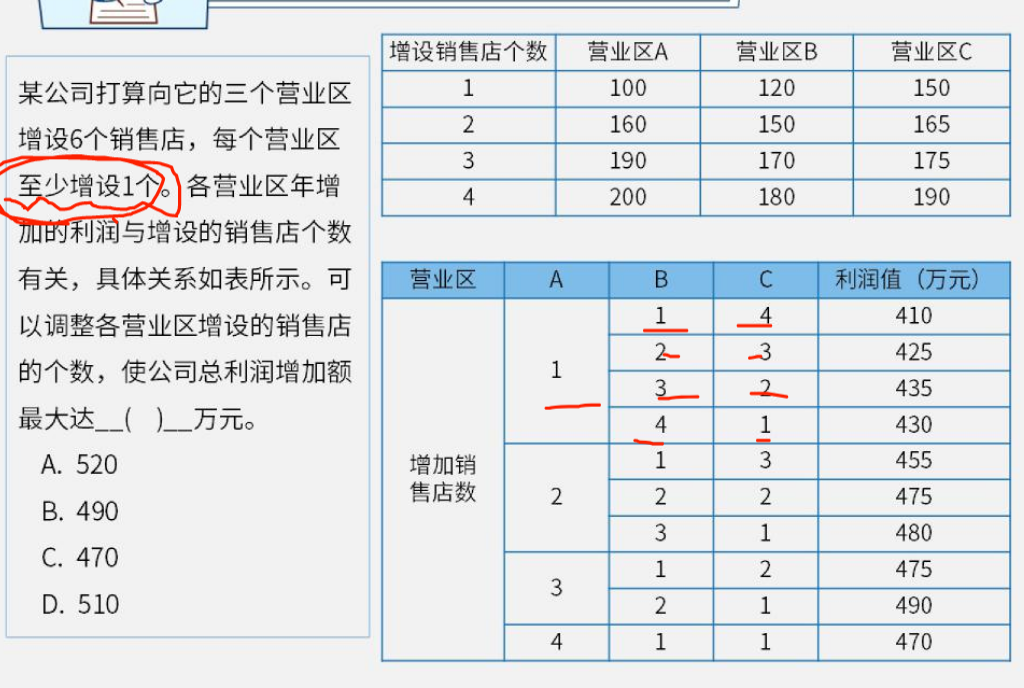 某公司打算向它的三个营业区
增设6个销售店，每个营业区
至少增设1个。各营业区年增
加的利润与增设的销售店个数
有关，具体关系如表所示。可
以调整各营业区增设的销售店
的个数，使公司总利润增加额
最大达__( )__万元。
A. 520
B. 490
C. 470
D. 510
增设销售店个数 营业区A 营业区B 营业区C
1 100 120 150
2 160 150 165
3 190 170 175
4 200 180 190
营业区 A B C 利润值（万元）
增加销
售店数
1
1 4 410
2 3 425
3 2 435
4 1 430
2
1 3 455
2 2 475
3 1 480
3
1 2 475
2 1 490
4 1 1 470